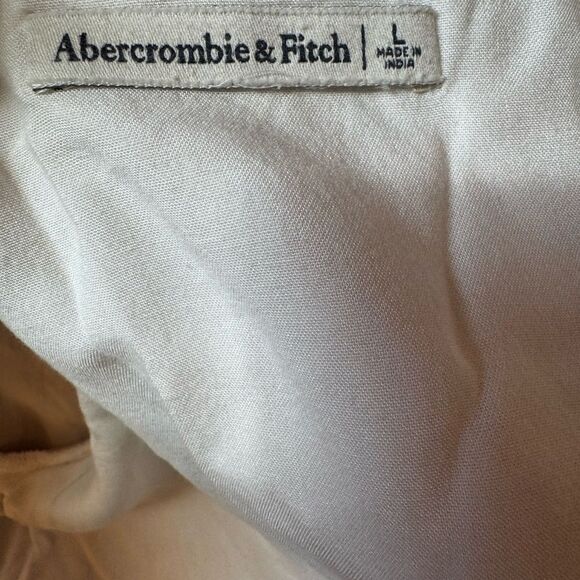 Abercrombie & Fitch | L
MADE IN
INDIA